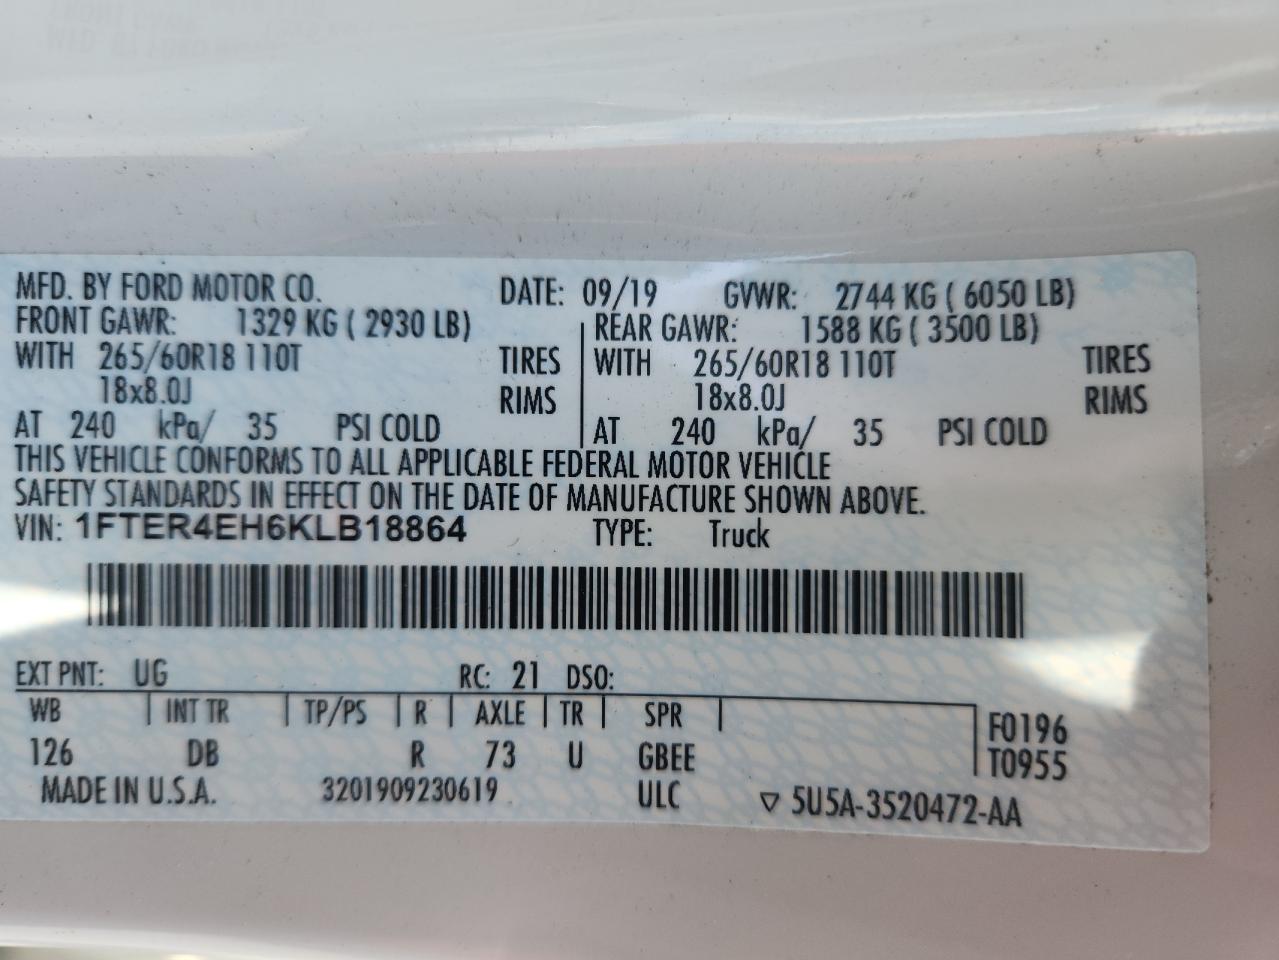 MFD. BY FORD MOTOR CO. DATE: 09/19 GVWR: 2744 KG ( 6050 LB)
FRONT GAWR: 1329 KG ( 2930 LB) REAR GAWR: 1588 KG ( 3500 LB)
WITH 265/60R18 110T TIRES WITH 265/60R18 110T TIRES
18x8.0J RIMS 18x8.0J RIMS
AT 240 kPa/ 35 PSI COLD AT 240 kPa/ 35 PSI COLD
THIS VEHICLE CONFORMS TO ALL APPLICABLE FEDERAL MOTOR VEHICLE
SAFETY STANDARDS IN EFFECT ON THE DATE OF MANUFACTURE SHOWN ABOVE.
VIN: 1FTER4EH6KLB18864 TYPE: Truck
EXT PNT: UG RC: 21 DSO:
WB INT TR TP/PS R AXLE TR SPR F0196
126 DB R 73 U GBEE T0955
MADE IN U.S.A. 3201909230619 ULC ▽ 5U5A-3520472-AA